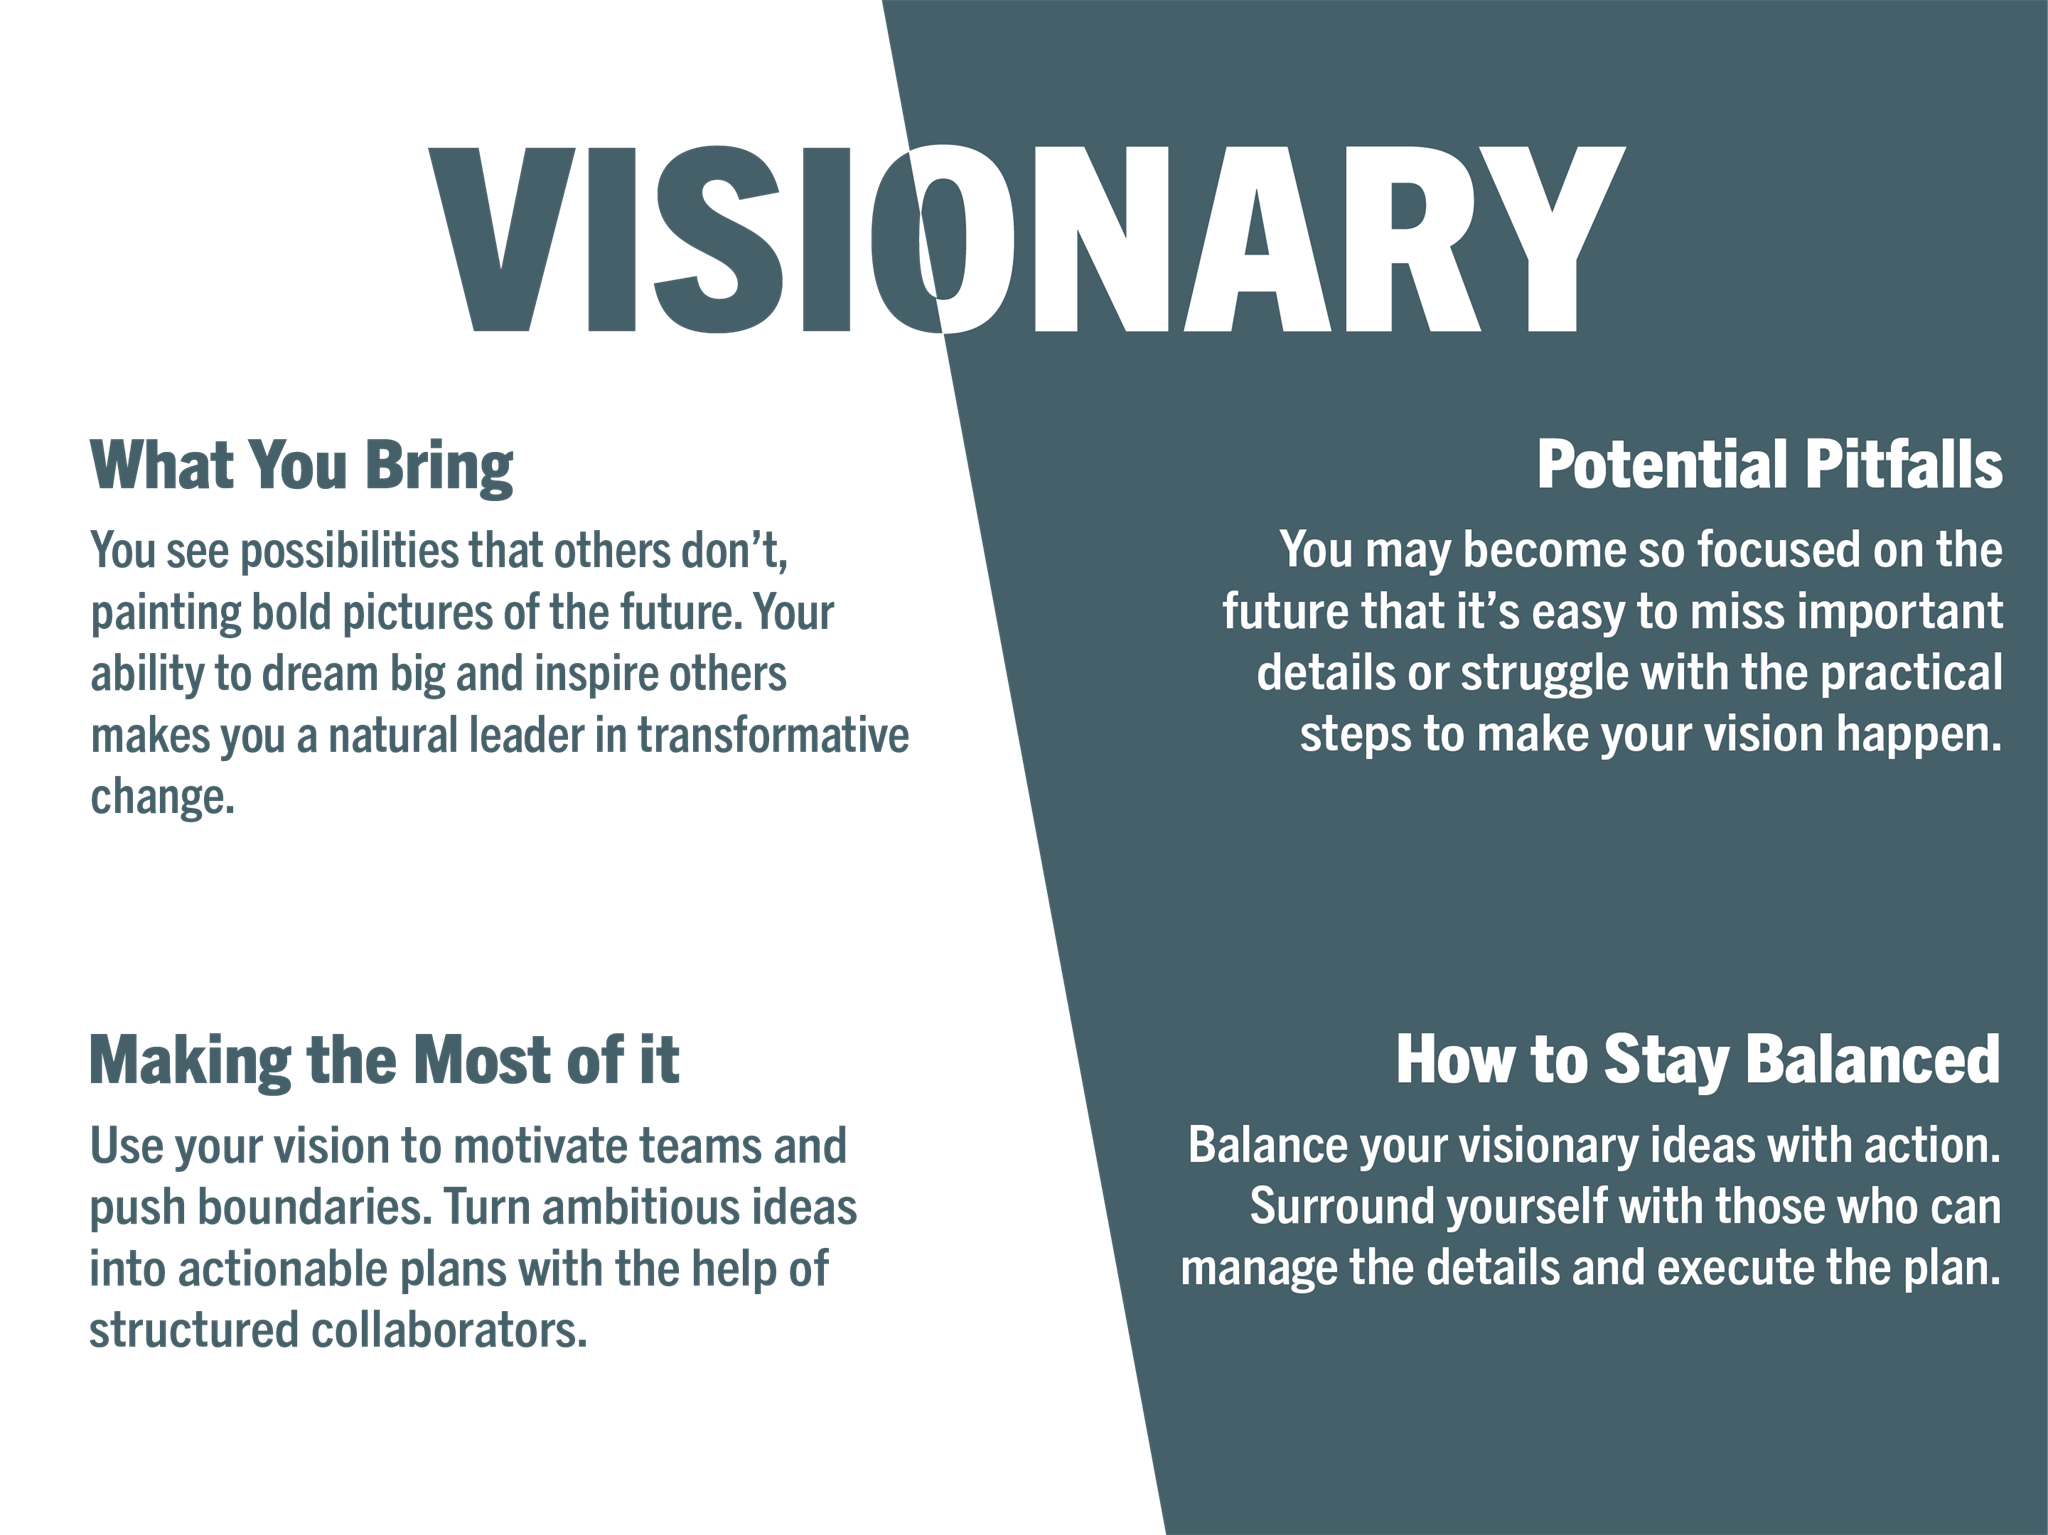 VISIONARY
What You Bring
You see possibilities that others don’t,
painting bold pictures of the future. Your
ability to dream big and inspire others
makes you a natural leader in transformative
change.
Potential Pitfalls
You may become so focused on the
future that it’s easy to miss important
details or struggle with the practical
steps to make your vision happen.
Making the Most of it
Use your vision to motivate teams and
push boundaries. Turn ambitious ideas
into actionable plans with the help of
structured collaborators.
How to Stay Balanced
Balance your visionary ideas with action.
Surround yourself with those who can
manage the details and execute the plan.